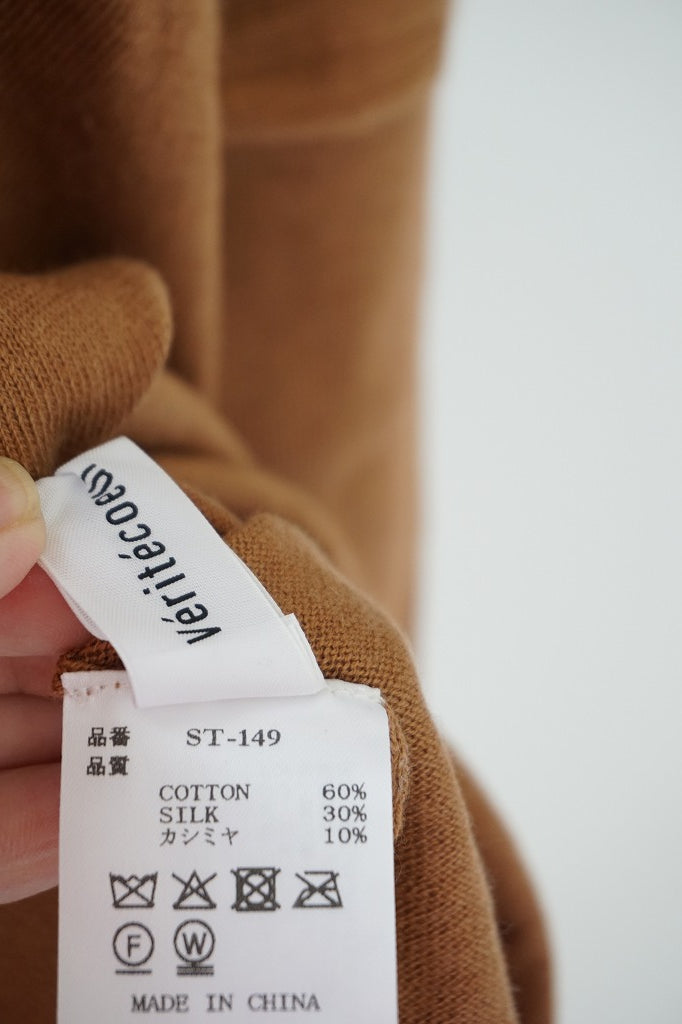 véritécoeur
品番 ST-149
品質
COTTON 60%
SILK 30%
カシミヤ 10%
F W
MADE IN CHINA